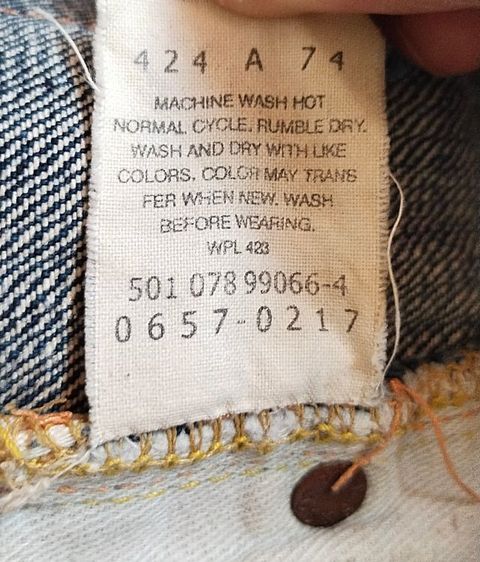 424 A 74
MACHINE WASH HOT
NORMAL CYCLE. RUMBLE DRY.
WASH AND DRY WITH LIKE
COLORS. COLOR MAY TRANS
FER WHEN NEW. WASH
BEFORE WEARING.
WPL 423
501 078 99066-4
0657-0217